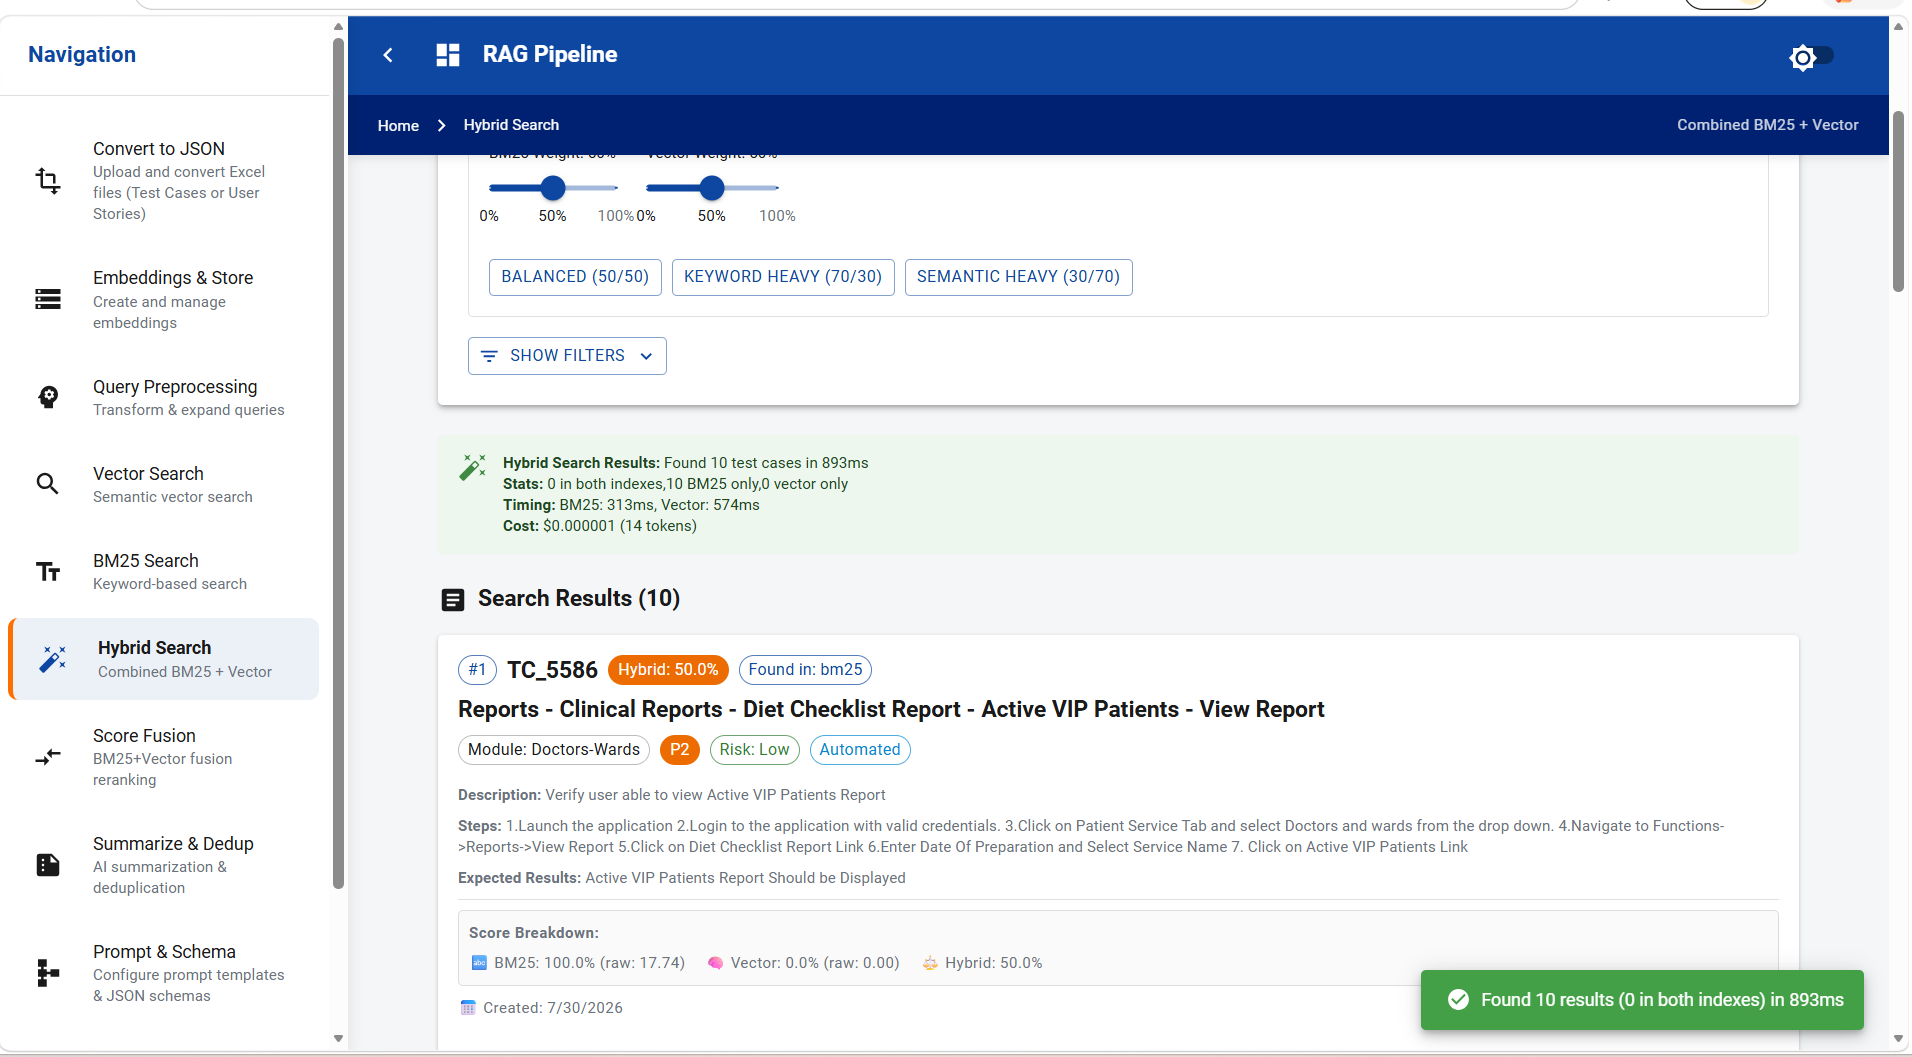 Navigation
Convert to JSON
Upload and convert Excel
files (Test Cases or User
Stories)
Embeddings & Store
Create and manage
embeddings
Query Preprocessing
Transform & expand queries
Vector Search
Semantic vector search
BM25 Search
Keyword-based search
Hybrid Search
Combined BM25 + Vector
Score Fusion
BM25+Vector fusion
reranking
Summarize & Dedup
AI summarization &
deduplication
Prompt & Schema
Configure prompt templates
& JSON schemas
RAG Pipeline
Home > Hybrid Search
Combined BM25 + Vector
0% 50% 100% 0% 50% 100%
BALANCED (50/50) KEYWORD HEAVY (70/30) SEMANTIC HEAVY (30/70)
SHOW FILTERS
Hybrid Search Results: Found 10 test cases in 893ms
Stats: 0 in both indexes,10 BM25 only,0 vector only
Timing: BM25: 313ms, Vector: 574ms
Cost: $0.000001 (14 tokens)
Search Results (10)
#1 TC_5586 Hybrid: 50.0% Found in: bm25
Reports - Clinical Reports - Diet Checklist Report - Active VIP Patients - View Report
Module: Doctors-Wards P2 Risk: Low Automated
Description: Verify user able to view Active VIP Patients Report
Steps: 1.Launch the application 2.Login to the application with valid credentials. 3.Click on Patient Service Tab and select Doctors and wards from the drop down. 4.Navigate to Functions-
>Reports->View Report 5.Click on Diet Checklist Report Link 6.Enter Date Of Preparation and Select Service Name 7. Click on Active VIP Patients Link
Expected Results: Active VIP Patients Report Should be Displayed
Score Breakdown:
BM25: 100.0% (raw: 17.74) Vector: 0.0% (raw: 0.00) Hybrid: 50.0%
Created: 7/30/2026
Found 10 results (0 in both indexes) in 893ms